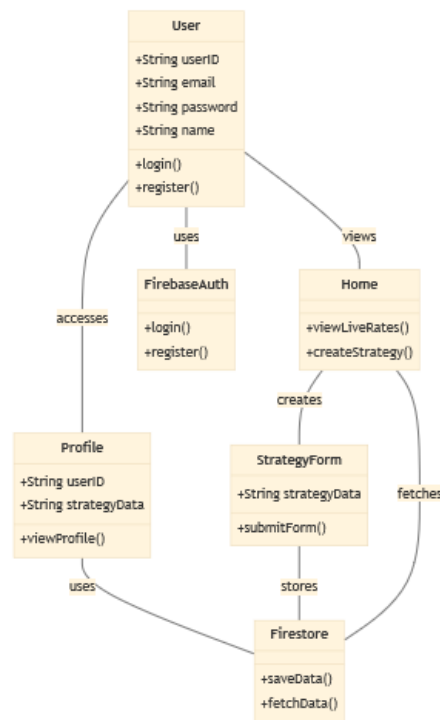 User
+String userID
+String email
+String password
+String name
+login()
+register()
uses
views
FirebaseAuth
+login()
+register()
Home
+viewLiveRates()
+createStrategy()
accesses
creates
Profile
+String userID
+String strategyData
+viewProfile()
StrategyForm
+String strategyData
+submitForm()
fetches
uses
stores
Firestore
+saveData()
+fetchData()